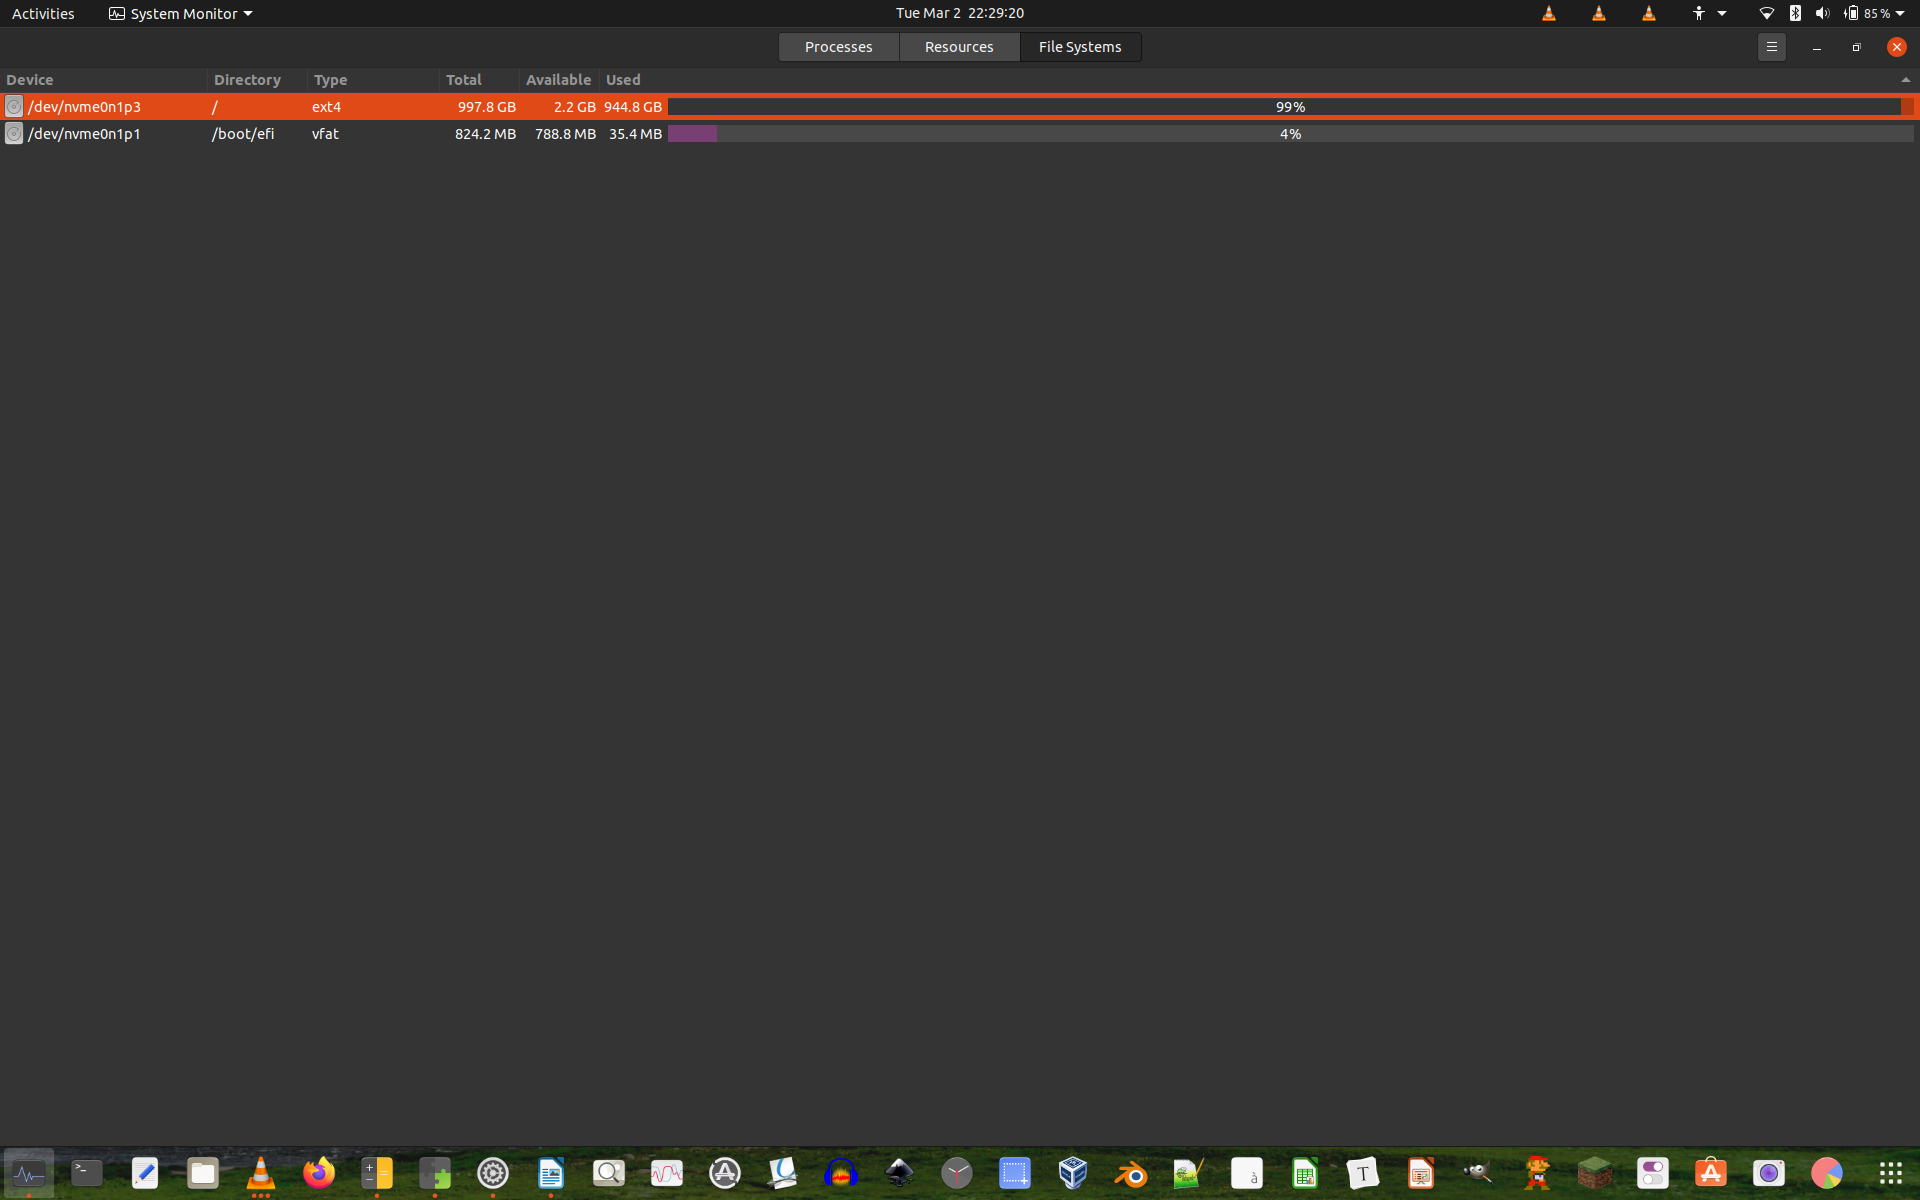 Activities System Monitor Tue Mar 2 22:29:20 85 %
Processes Resources File Systems
Device Directory Type Total Available Used
/dev/nvme0n1p3 / ext4 997.8 GB 2.2 GB 944.8 GB 99%
/dev/nvme0n1p1 /boot/efi vfat 824.2 MB 788.8 MB 35.4 MB 4%